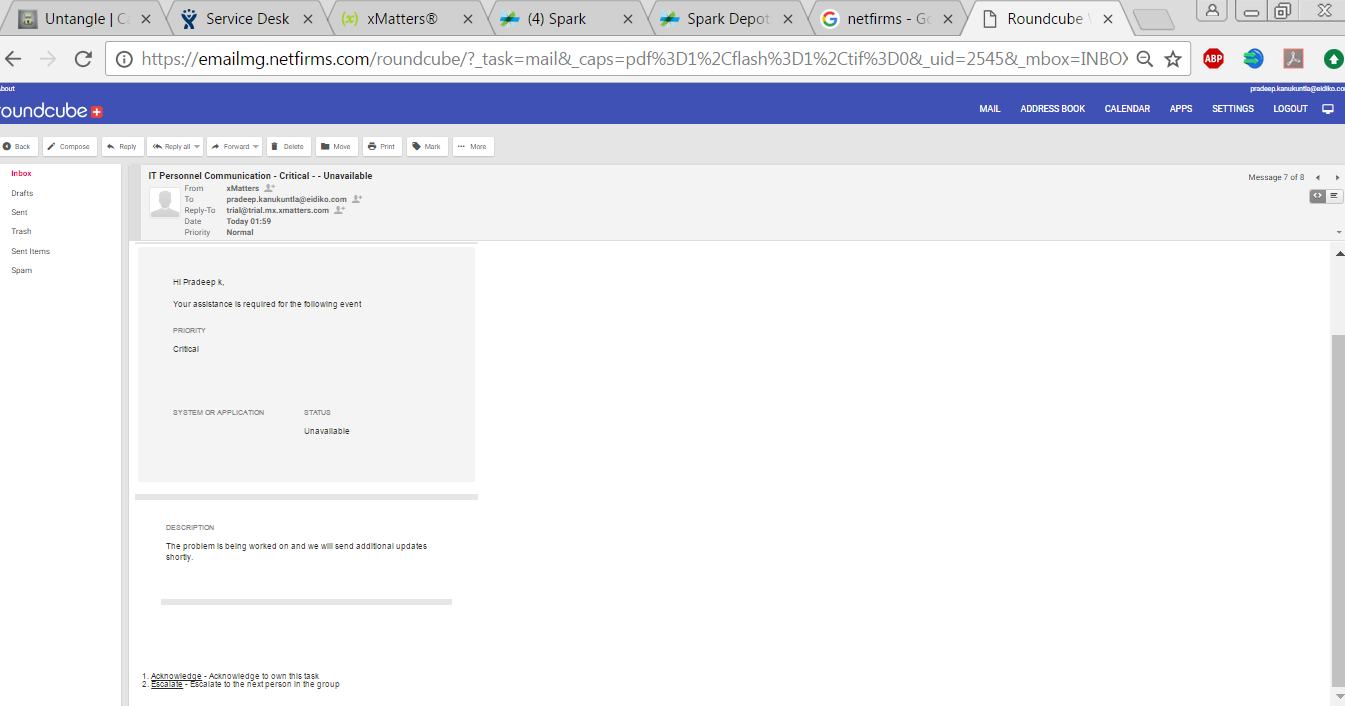 Untangle | Ca
Service Desk
(x) xMatters®
(4) Spark
Spark Depot
netfirms - Go
Roundcube
https://emailmg.netfirms.com/roundcube/?_task=mail&_caps=pdf%3D1%2Cflash%3D1%2Ctif%3D0&_uid=2545&_mbox=INBOX
ABP
bout
pradeep.kanukuntla@eidiko.co
oundcube
MAIL
ADDRESS BOOK
CALENDAR
APPS
SETTINGS
LOGOUT
Back
Compose
Reply
Reply all
Forward
Delete
Move
Print
Mark
More
Inbox
Drafts
Sent
Trash
Sent Items
Spam
IT Personnel Communication - Critical - - Unavailable
Message 7 of 8
From xMatters
To pradeep.kanukuntla@eidiko.com
Reply-To trial@trial.mx.xmatters.com
Date Today 01:59
Priority Normal
Hi Pradeep k,
Your assistance is required for the following event
PRIORITY
Critical
SYSTEM OR APPLICATION
STATUS
Unavailable
DESCRIPTION
The problem is being worked on and we will send additional updates
shortly.
1. Acknowledge - Acknowledge to own this task
2. Escalate - Escalate to the next person in the group